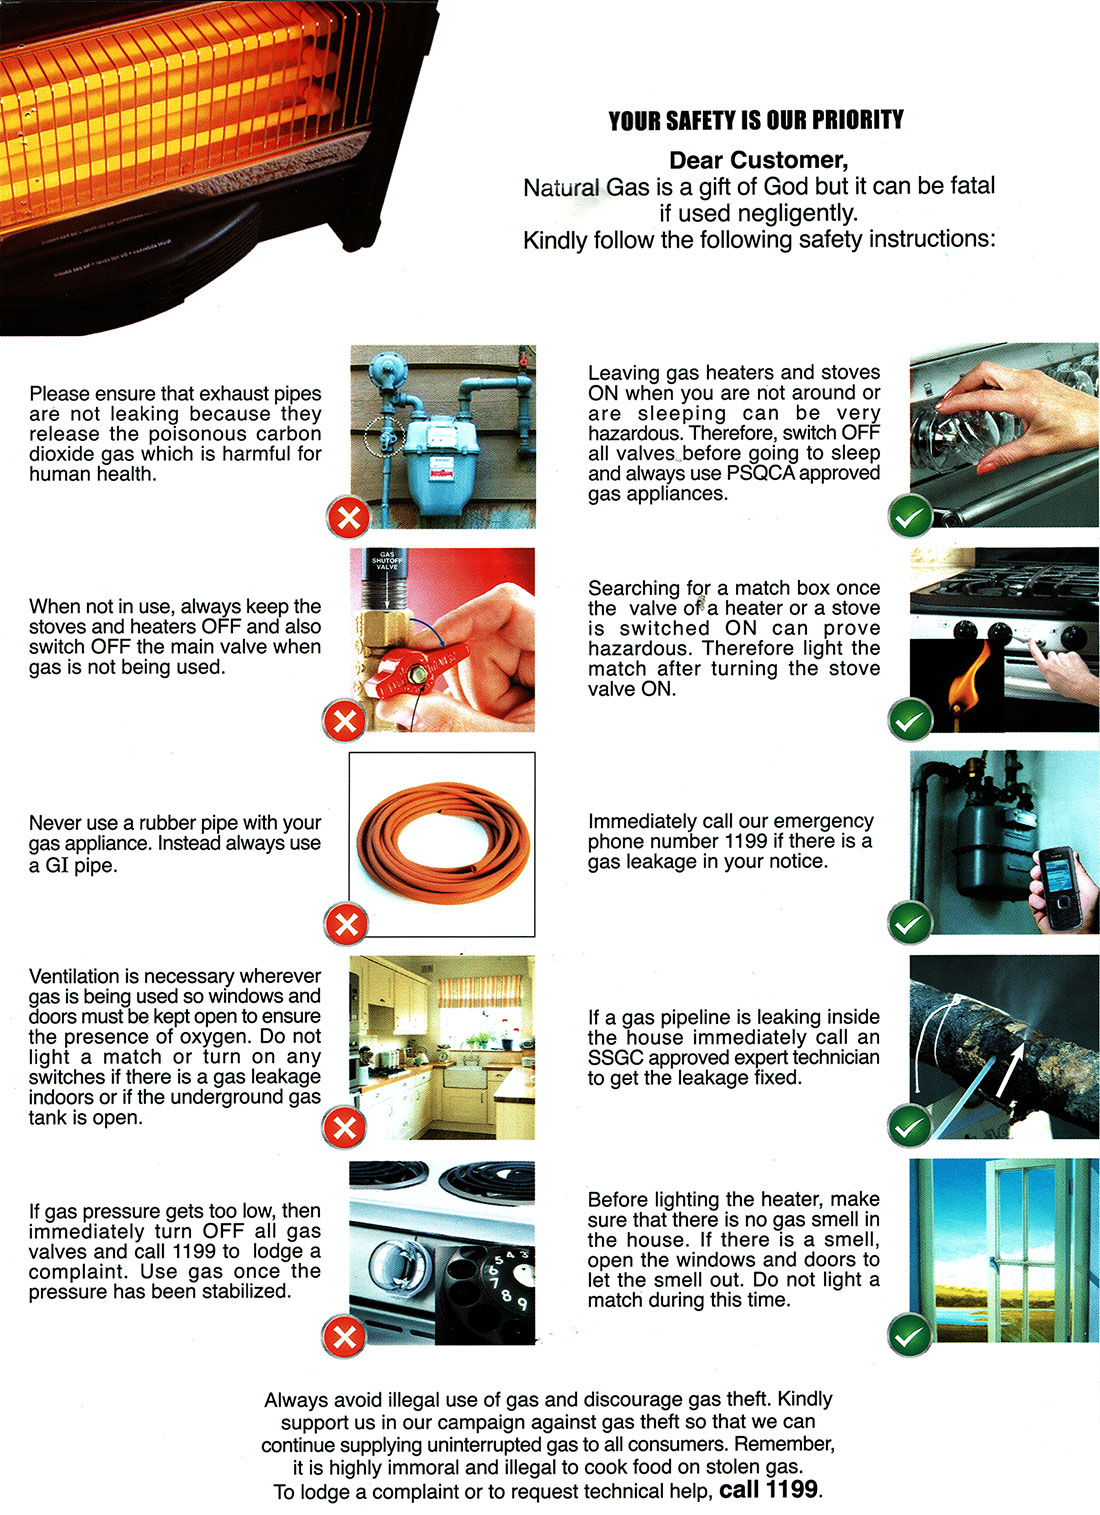 YOUR SAFETY IS OUR PRIORITY
Dear Customer,
Natural Gas is a gift of God but it can be fatal
if used negligently.
Kindly follow the following safety instructions:
Please ensure that exhaust pipes
are not leaking because they
release the poisonous carbon
dioxide gas which is harmful for
human health.
When not in use, always keep the
stoves and heaters OFF and also
switch OFF the main valve when
gas is not being used.
GAS
SHUTOFF
VALVE
Never use a rubber pipe with your
gas appliance. Instead always use
a GI pipe.
Ventilation is necessary wherever
gas is being used so windows and
doors must be kept open to ensure
the presence of oxygen. Do not
light a match or turn on any
switches if there is a gas leakage
indoors or if the underground gas
tank is open.
If gas pressure gets too low, then
immediately turn OFF all gas
valves and call 1199 to lodge a
complaint. Use gas once the
pressure has been stabilized.
5 4 3
6
7
8
9
Leaving gas heaters and stoves
ON when you are not around or
are sleeping can be very
hazardous. Therefore, switch OFF
all valves before going to sleep
and always use PSQCA approved
gas appliances.
Searching for a match box once
the valve of a heater or a stove
is switched ON can prove
hazardous. Therefore light the
match after turning the stove
valve ON.
Immediately call our emergency
phone number 1199 if there is a
gas leakage in your notice.
If a gas pipeline is leaking inside
the house immediately call an
SSGC approved expert technician
to get the leakage fixed.
Before lighting the heater, make
sure that there is no gas smell in
the house. If there is a smell,
open the windows and doors to
let the smell out. Do not light a
match during this time.
Always avoid illegal use of gas and discourage gas theft. Kindly
support us in our campaign against gas theft so that we can
continue supplying uninterrupted gas to all consumers. Remember,
it is highly immoral and illegal to cook food on stolen gas.
To lodge a complaint or to request technical help, call 1199.